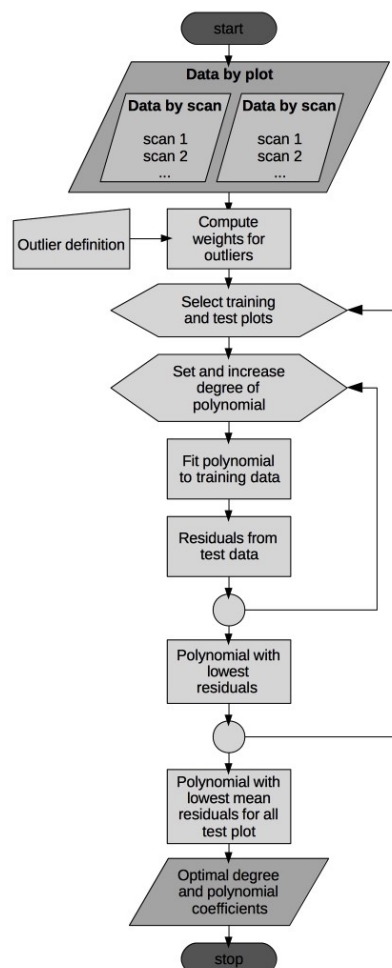 start
Data by plot
Data by scan
scan 1
scan 2
...
Data by scan
scan 1
scan 2
...
Outlier definition
Compute
weights for
outliers
Select training
and test plots
Set and increase
degree of
polynomial
Fit polynomial
to training data
Residuals from
test data
Polynomial with
lowest
residuals
Polynomial with
lowest mean
residuals for all
test plot
Optimal degree
and polynomial
coefficients
stop